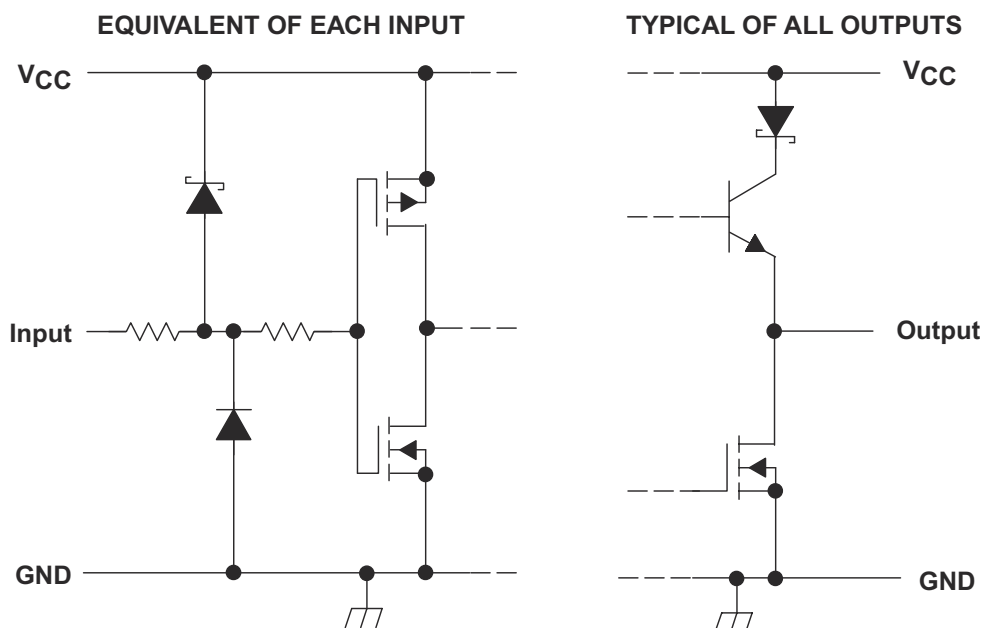 EQUIVALENT OF EACH INPUT
VCC
Input
GND
TYPICAL OF ALL OUTPUTS
VCC
Output
GND